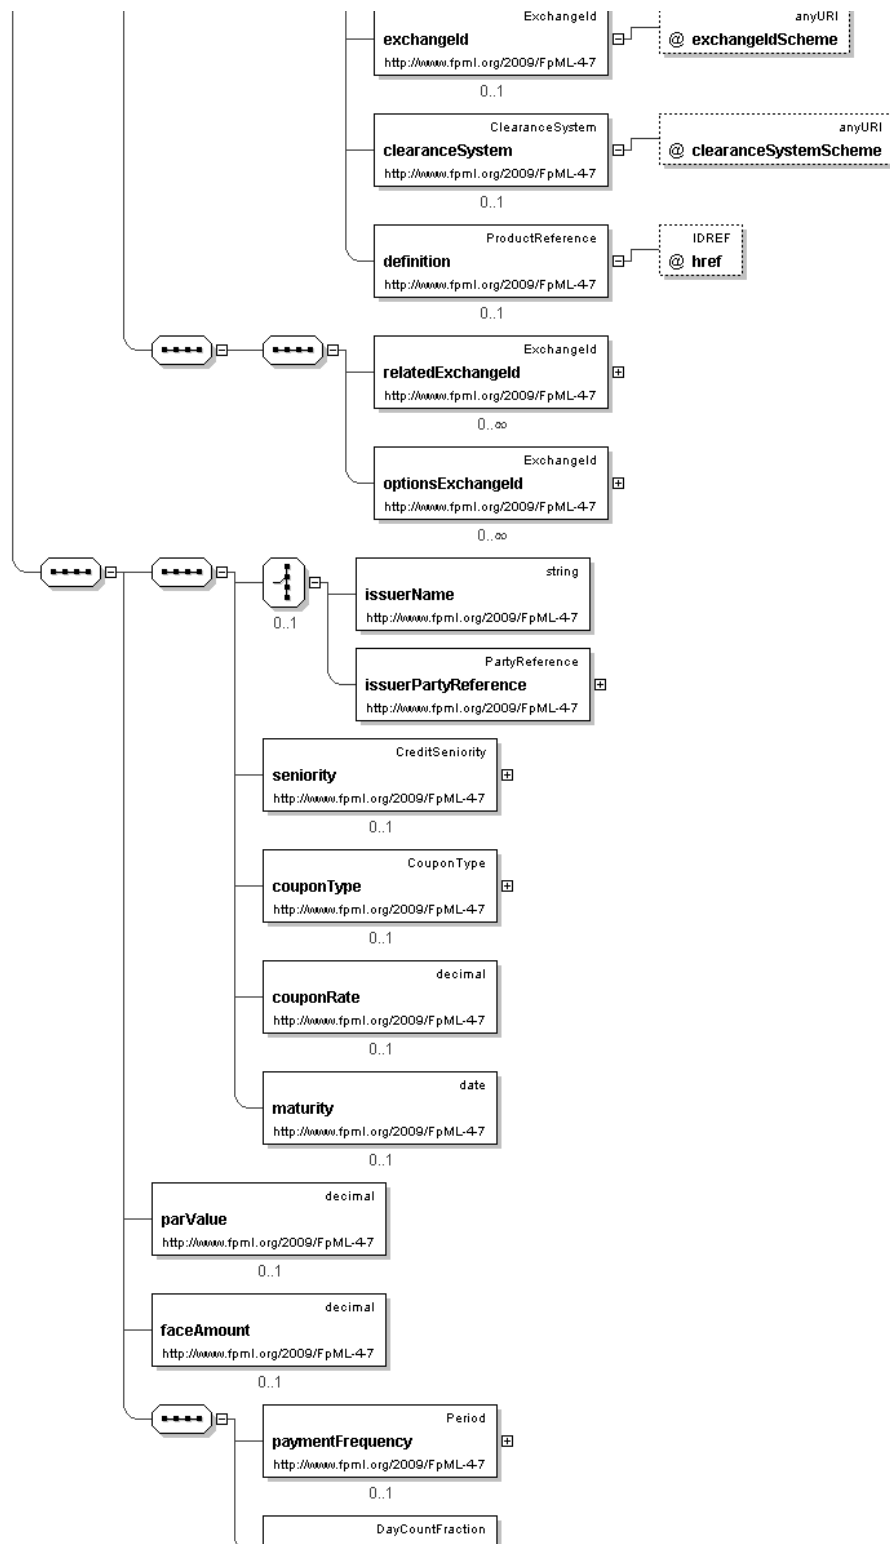 ExchangeId
exchangeId
http://www.fpml.org/2009/FpML-4-7
0..1
anyURI
@ exchangeIdScheme
ClearanceSystem
clearanceSystem
http://www.fpml.org/2009/FpML-4-7
0..1
anyURI
@ clearanceSystemScheme
ProductReference
definition
http://www.fpml.org/2009/FpML-4-7
0..1
IDREF
@ href
ExchangeId
relatedExchangeId
http://www.fpml.org/2009/FpML-4-7
0..∞
ExchangeId
optionsExchangeId
http://www.fpml.org/2009/FpML-4-7
0..∞
0..1
string
issuerName
http://www.fpml.org/2009/FpML-4-7
PartyReference
issuerPartyReference
http://www.fpml.org/2009/FpML-4-7
CreditSeniority
seniority
http://www.fpml.org/2009/FpML-4-7
0..1
CouponType
couponType
http://www.fpml.org/2009/FpML-4-7
0..1
decimal
couponRate
http://www.fpml.org/2009/FpML-4-7
0..1
date
maturity
http://www.fpml.org/2009/FpML-4-7
0..1
decimal
parValue
http://www.fpml.org/2009/FpML-4-7
0..1
decimal
faceAmount
http://www.fpml.org/2009/FpML-4-7
0..1
Period
paymentFrequency
http://www.fpml.org/2009/FpML-4-7
0..1
DayCountFraction